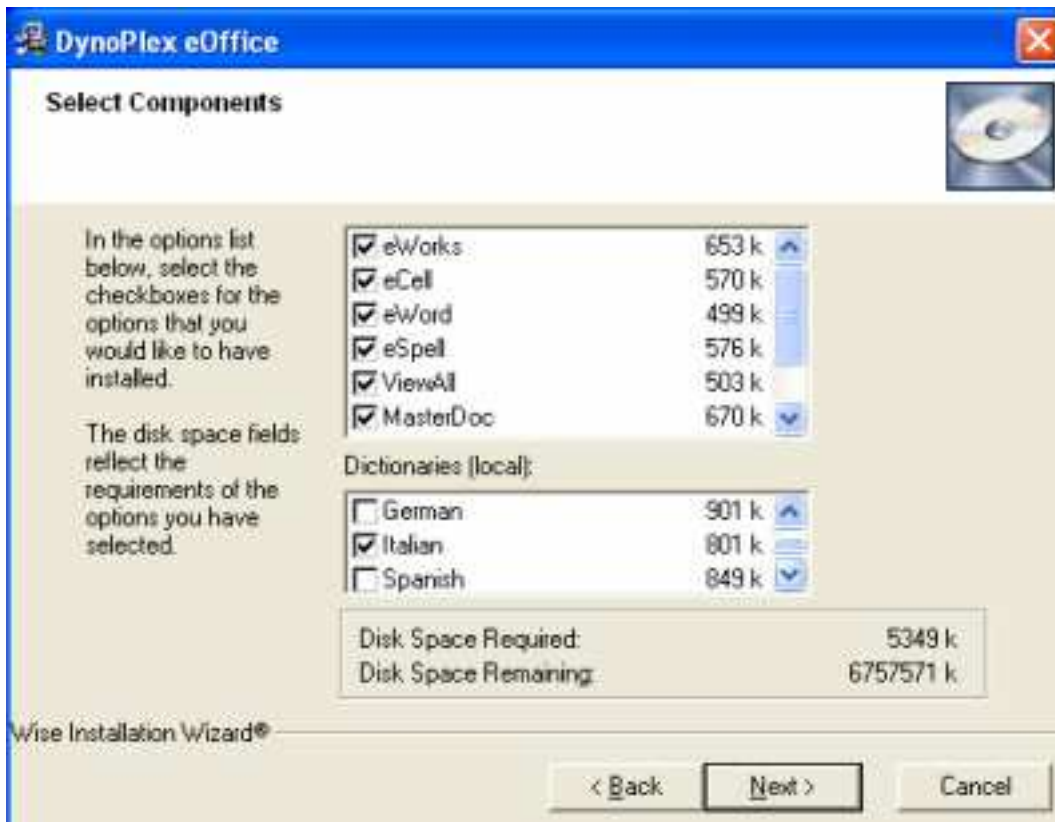 DynoPlex eOffice
Select Components
In the options list
below, select the
checkboxes for the
options that you
would like to have
installed.
The disk space fields
reflect the
requirements of the
options you have
selected.
eWorks 653 k
eCell 570 k
eWord 499 k
eSpell 576 k
ViewAll 503 k
MasterDoc 670 k
Dictionaries (local):
German 901 k
Italian 801 k
Spanish 849 k
Disk Space Required: 5349 k
Disk Space Remaining: 6757571 k
Wise Installation Wizard®
< Back Next > Cancel